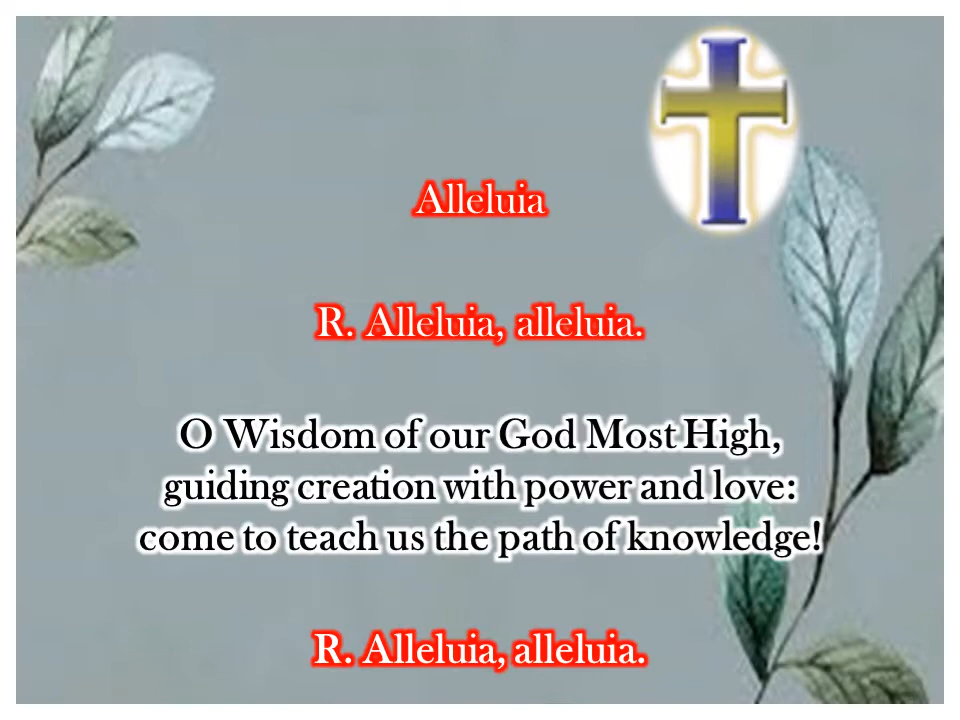 Alleluia
R. Alleluia, alleluia.
O Wisdom of our God Most High,
guiding creation with power and love:
come to teach us the path of knowledge!
R. Alleluia, alleluia.